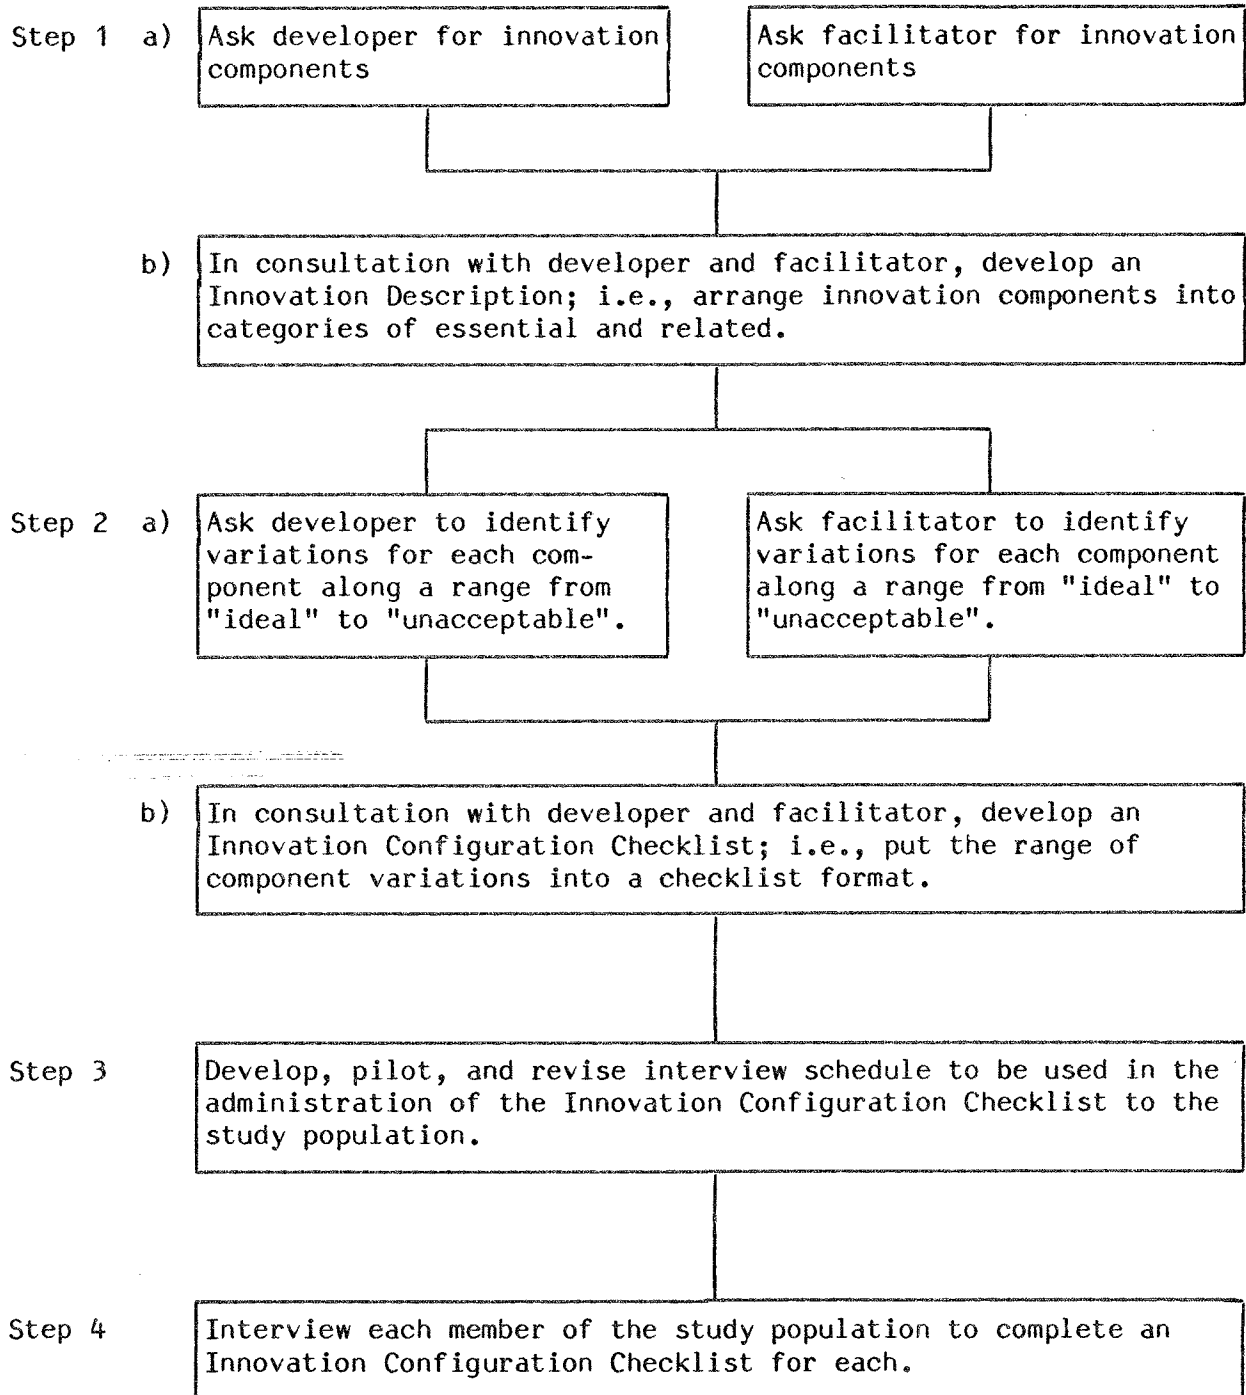 Step 1 a) Ask developer for innovation
components
Ask facilitator for innovation
components
b) In consultation with developer and facilitator, develop an
Innovation Description; i.e., arrange innovation components into
categories of essential and related.
Step 2 a) Ask developer to identify
variations for each com-
ponent along a range from
"ideal" to "unacceptable".
Ask facilitator to identify
variations for each component
along a range from "ideal" to
"unacceptable".
b) In consultation with developer and facilitator, develop an
Innovation Configuration Checklist; i.e., put the range of
component variations into a checklist format.
Step 3 Develop, pilot, and revise interview schedule to be used in the
administration of the Innovation Configuration Checklist to the
study population.
Step 4 Interview each member of the study population to complete an
Innovation Configuration Checklist for each.